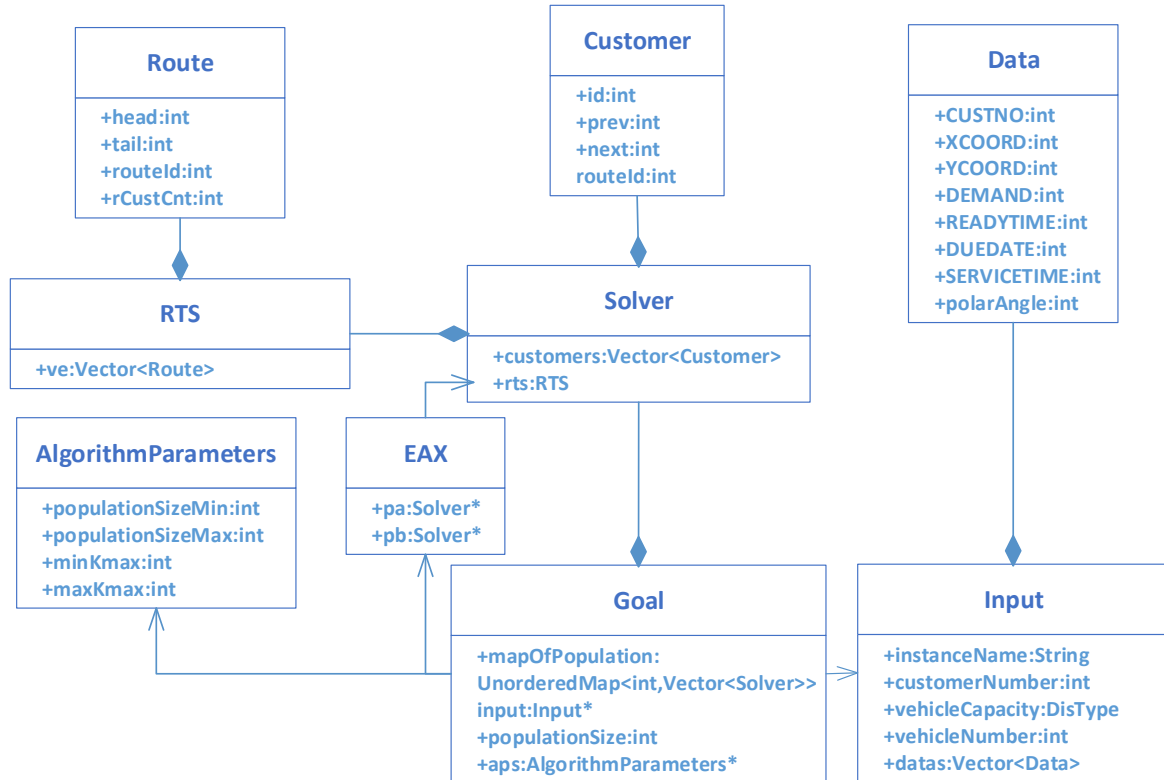 Route
+head:int
+tail:int
+routeId:int
+rCustCnt:int
Customer
+id:int
+prev:int
+next:int
routeId:int
Data
+CUSTNO:int
+XCOORD:int
+YCOORD:int
+DEMAND:int
+READYTIME:int
+DUEDATE:int
+SERVICETIME:int
+polarAngle:int
RTS
+ve:Vector<Route>
Solver
+customers:Vector<Customer>
+rts:RTS
AlgorithmParameters
+populationSizeMin:int
+populationSizeMax:int
+minKmax:int
+maxKmax:int
EAX
+pa:Solver*
+pb:Solver*
Goal
+mapOfPopulation:
UnorderedMap<int,Vector<Solver>>
input:Input*
+populationSize:int
+aps:AlgorithmParameters*
Input
+instanceName:String
+customerNumber:int
+vehicleCapacity:DisType
+vehicleNumber:int
+datas:Vector<Data>